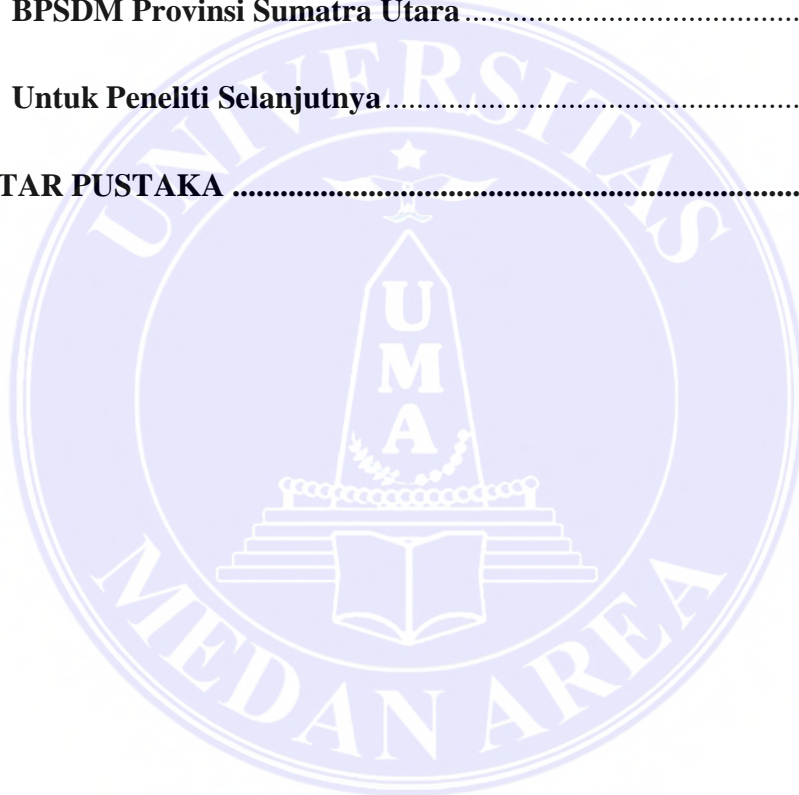 BPSDM Provinsi Sumatra Utara ........................................
Untuk Peneliti Selanjutnya ..................................................
TAR PUSTAKA ......................................................................
UNIVERSITAS
UMA
MEDAN AREA